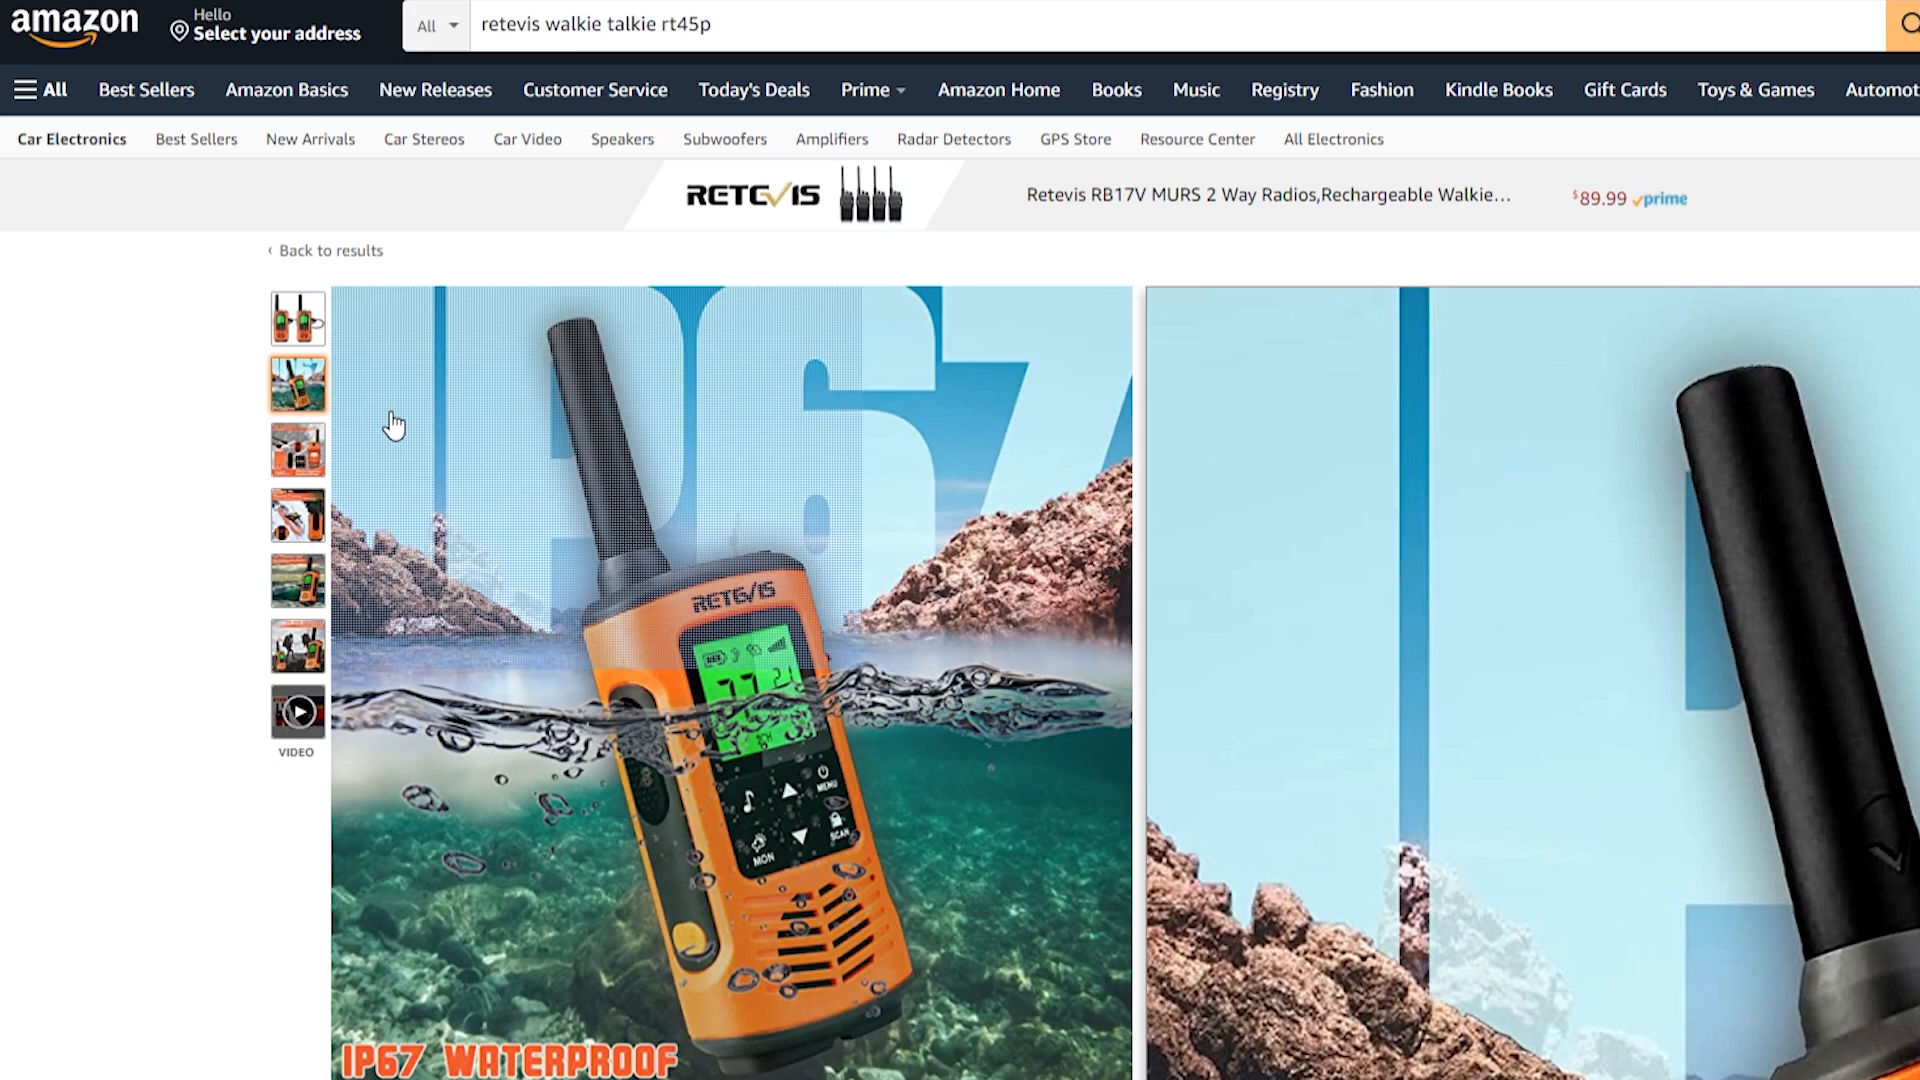 amazon
Hello
Select your address
All
retevis walkie talkie rt45p
All
Best Sellers
Amazon Basics
New Releases
Customer Service
Today's Deals
Prime
Amazon Home
Books
Music
Registry
Fashion
Kindle Books
Gift Cards
Toys & Games
Automot
Car Electronics
Best Sellers
New Arrivals
Car Stereos
Car Video
Speakers
Subwoofers
Amplifiers
Radar Detectors
GPS Store
Resource Center
All Electronics
RETEVIS
Retevis RB17V MURS 2 Way Radios,Rechargeable Walkie...
$89.99 prime
‹ Back to results
IP67
RETEVIS
MENU
SCAN
MON
VIDEO
IP67 WATERPROOF